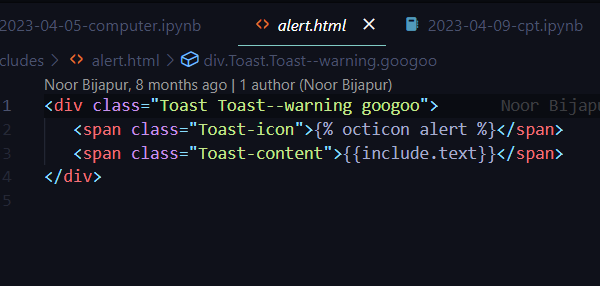 2023-04-05-computer.ipynb alert.html 2023-04-09-cpt.ipynb
cludes > alert.html > div.Toast.Toast--warning.googoo
Noor Bijapur, 8 months ago | 1 author (Noor Bijapur)
1 <div class="Toast Toast--warning googoo"> Noor Bijapu
2 <span class="Toast-icon">{% octicon alert %}</span>
3 <span class="Toast-content">{{include.text}}</span>
4 </div>
5